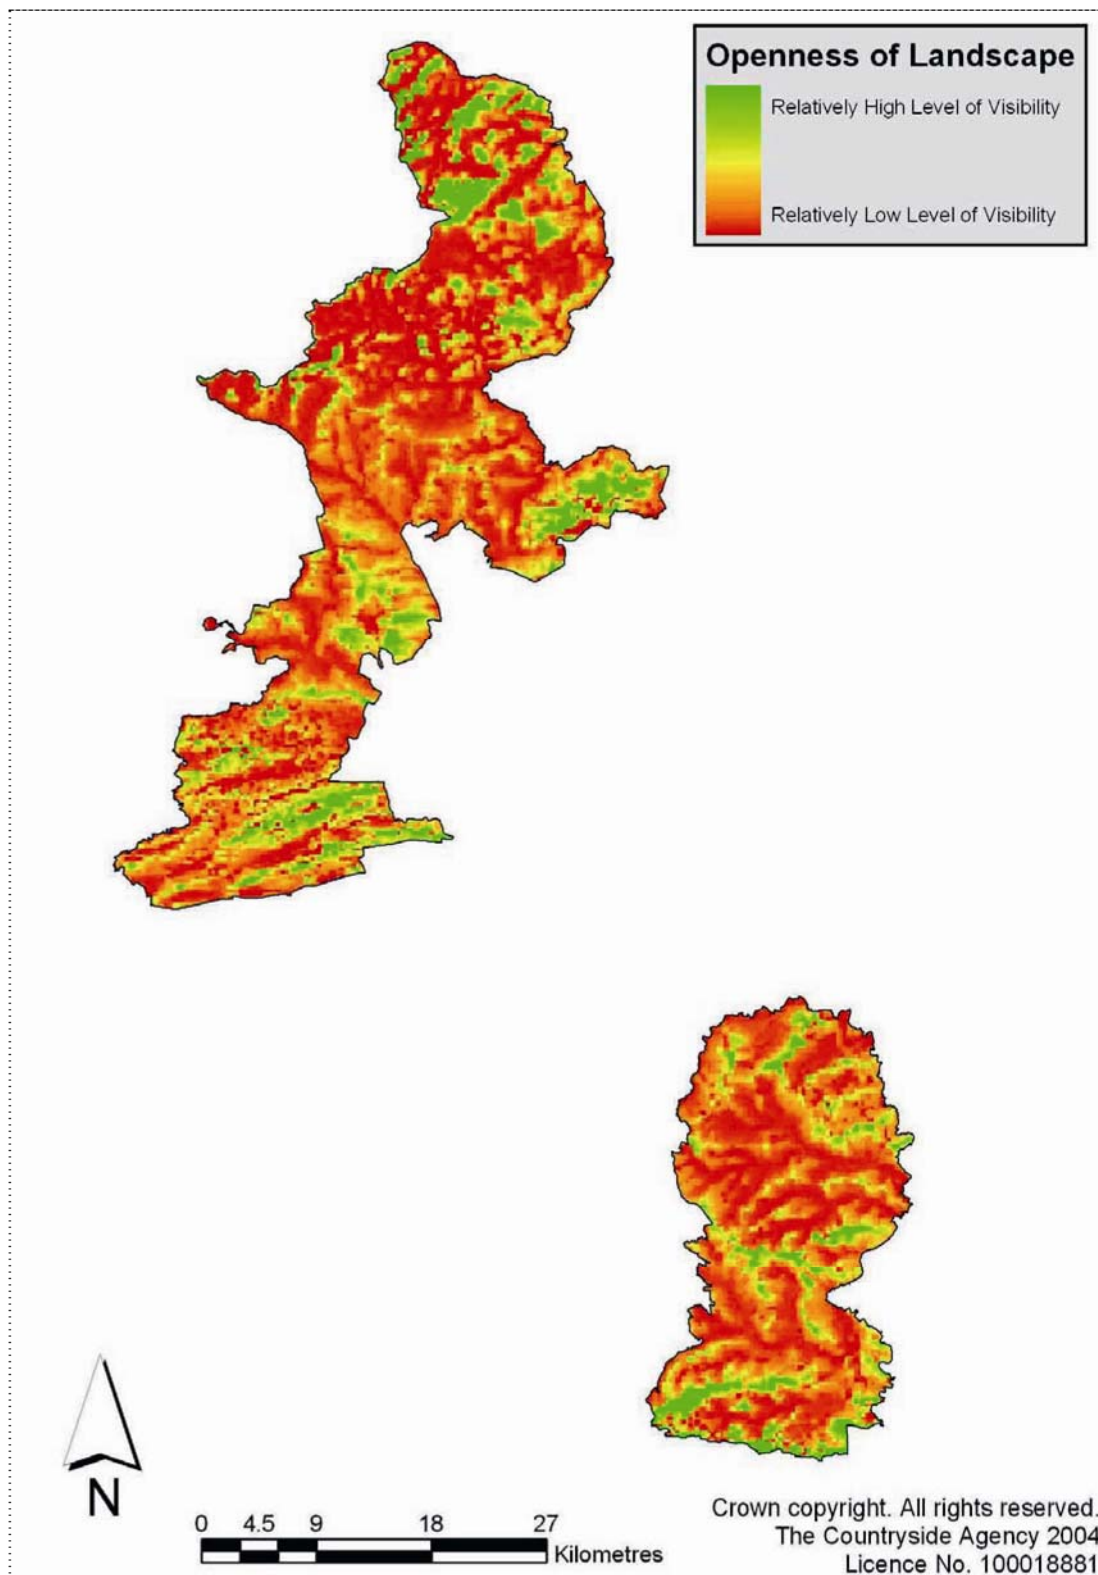 Openness of Landscape
Relatively High Level of Visibility
Relatively Low Level of Visibility
N
0 4.5 9 18 27
Kilometres
Crown copyright. All rights reserved.
The Countryside Agency 2004
Licence No. 100018881